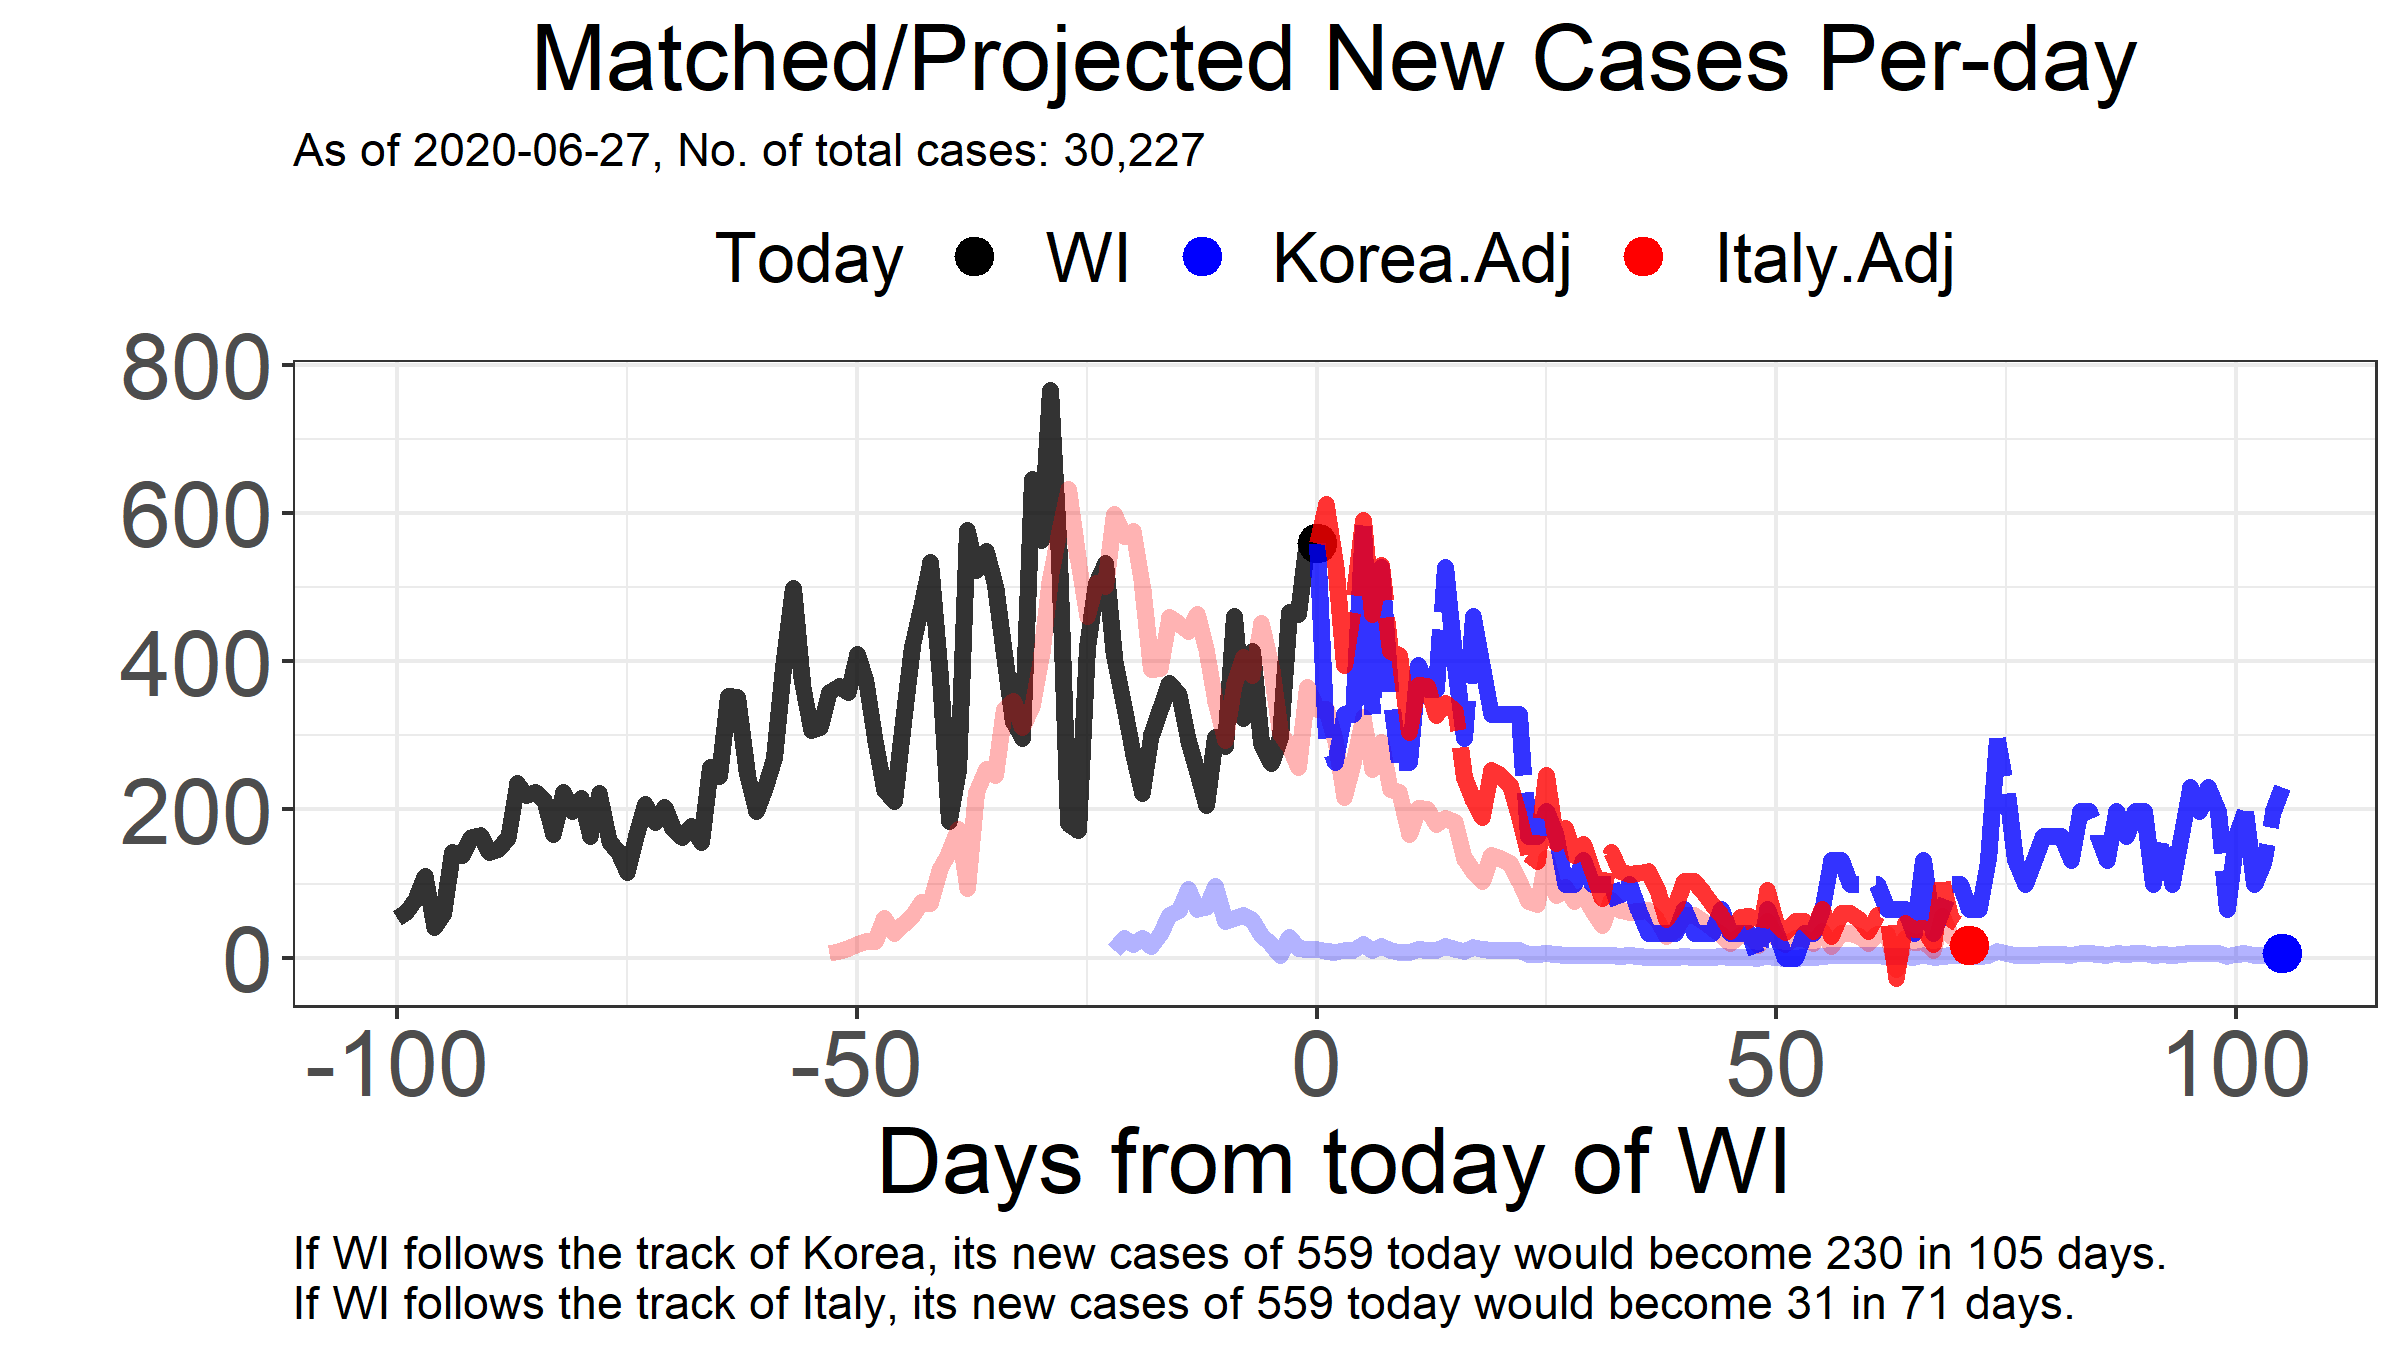 Matched/Projected New Cases Per-day
As of 2020-06-27, No. of total cases: 30,227
Today WI Korea.Adj Italy.Adj
800
600
400
200
0
-100 -50 0 50 100
Days from today of WI
If WI follows the track of Korea, its new cases of 559 today would become 230 in 105 days.
If WI follows the track of Italy, its new cases of 559 today would become 31 in 71 days.